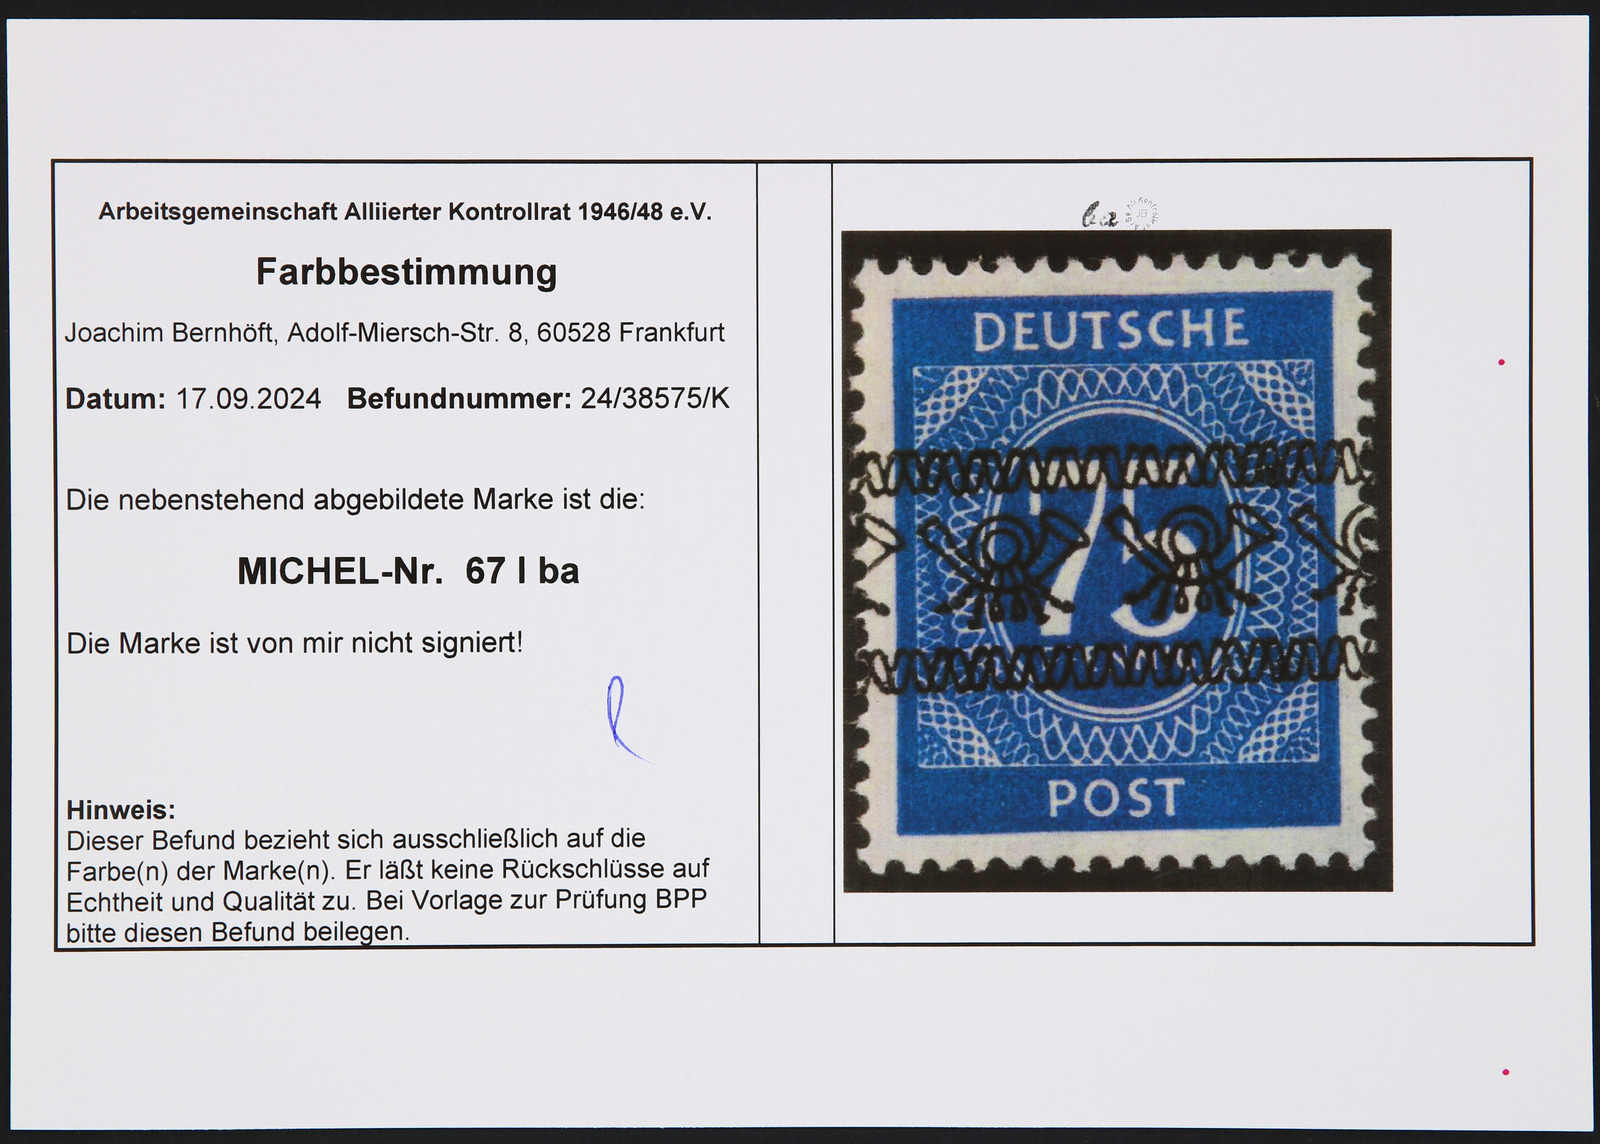 Arbeitsgemeinschaft Alliierter Kontrollrat 1946/48 e.V.
Farbbestimmung
Joachim Bernhöft, Adolf-Miersch-Str. 8, 60528 Frankfurt
Datum: 17.09.2024 Befundnummer: 24/38575/K
Die nebenstehend abgebildete Marke ist die:
MICHEL-Nr. 67 I ba
Die Marke ist von mir nicht signiert!
Hinweis:
Dieser Befund bezieht sich ausschließlich auf die
Farbe(n) der Marke(n). Er läßt keine Rückschlüsse auf
Echtheit und Qualität zu. Bei Vorlage zur Prüfung BPP
bitte diesen Befund beilegen.
ba
DEUTSCHE
75
POST